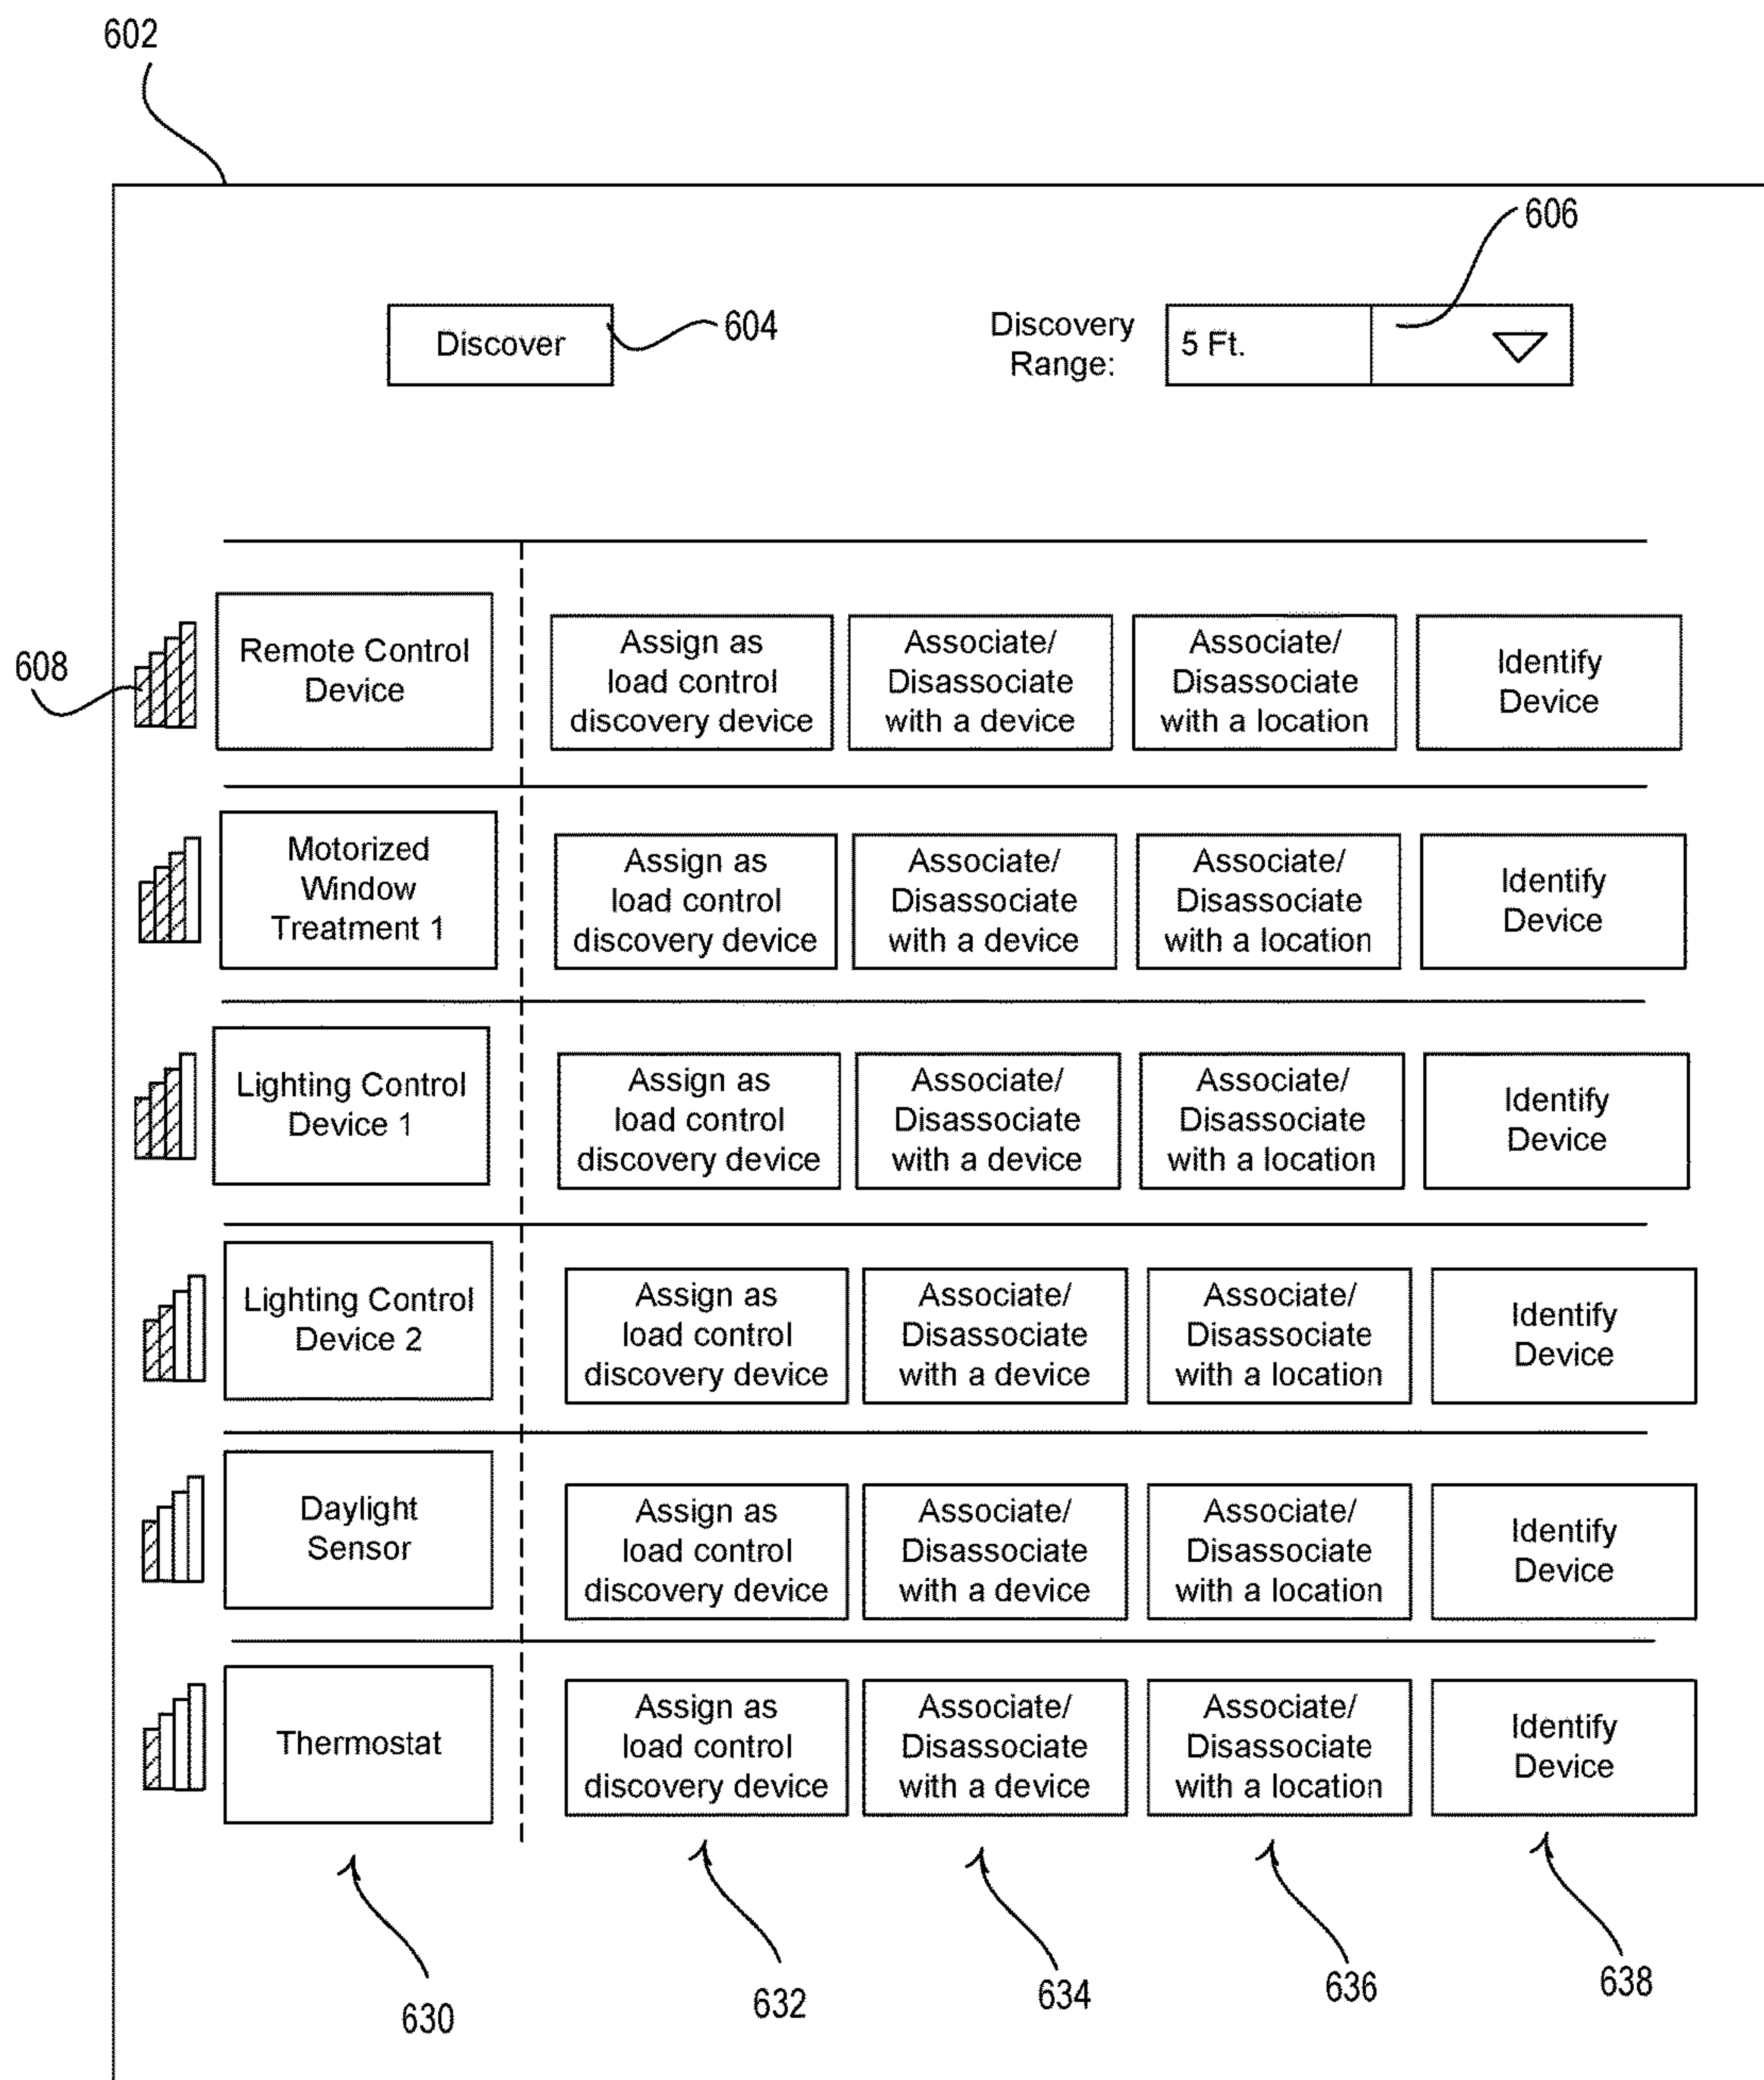 602
606
Discover
604
Discovery
Range:
5 Ft.
608
Remote Control
Device
Assign as
load control
discovery device
Associate/
Disassociate
with a device
Associate/
Disassociate
with a location
Identify
Device
Motorized
Window
Treatment 1
Assign as
load control
discovery device
Associate/
Disassociate
with a device
Associate/
Disassociate
with a location
Identify
Device
Lighting Control
Device 1
Assign as
load control
discovery device
Associate/
Disassociate
with a device
Associate/
Disassociate
with a location
Identify
Device
Lighting Control
Device 2
Assign as
load control
discovery device
Associate/
Disassociate
with a device
Associate/
Disassociate
with a location
Identify
Device
Daylight
Sensor
Assign as
load control
discovery device
Associate/
Disassociate
with a device
Associate/
Disassociate
with a location
Identify
Device
Thermostat
Assign as
load control
discovery device
Associate/
Disassociate
with a device
Associate/
Disassociate
with a location
Identify
Device
630
632
634
636
638